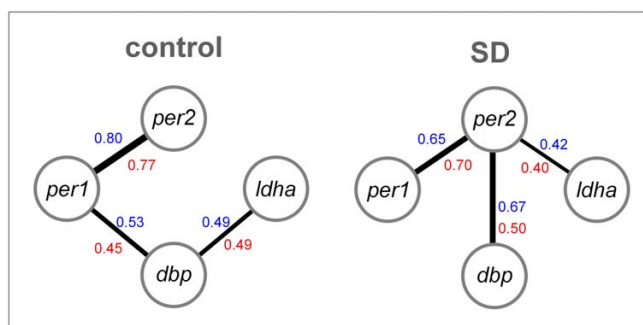 control
per2
0.80
0.77
per1
ldha
0.53
0.45
0.49
0.49
dbp
SD
per2
0.65
0.70
0.42
0.40
per1
ldha
0.67
0.50
dbp